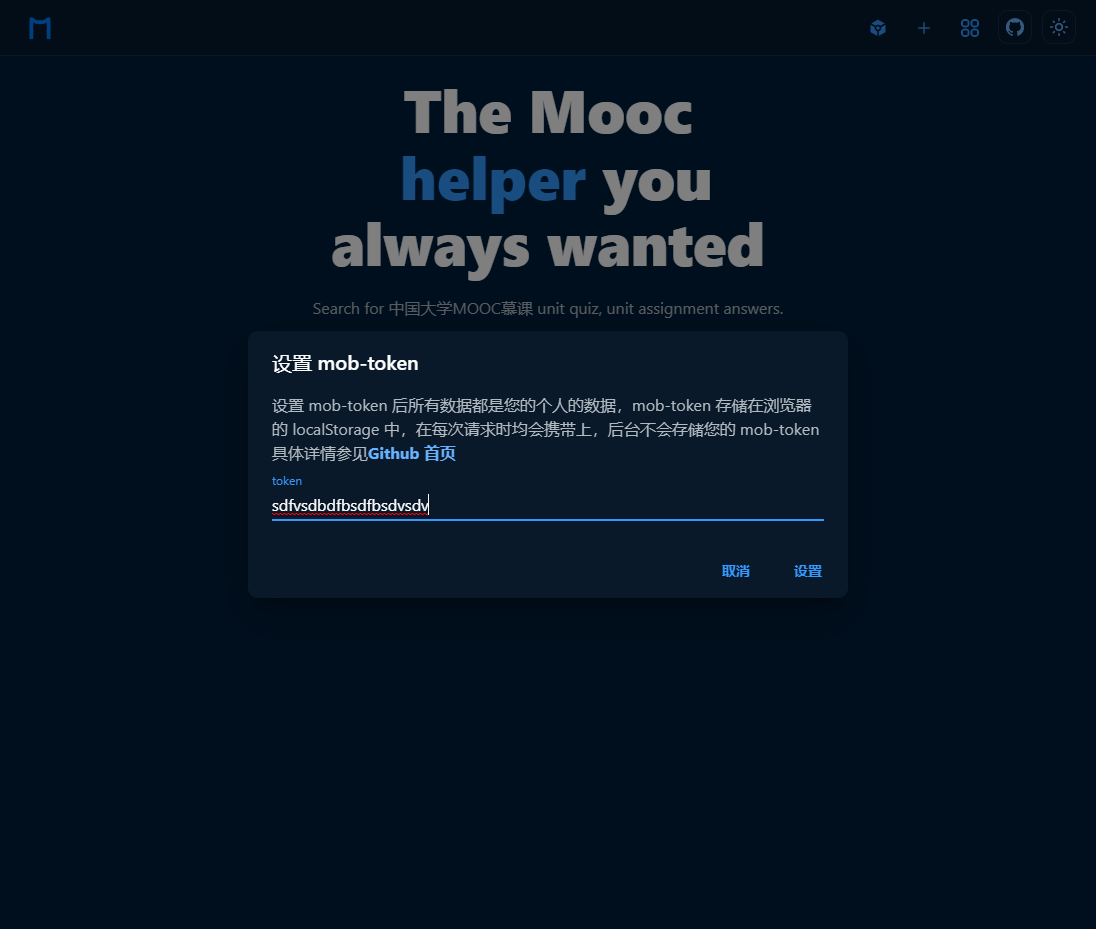 The Mooc
helper you
always wanted
Search for 中国大学MOOC慕课 unit quiz, unit assignment answers.
设置 mob-token
设置 mob-token 后所有数据都是您的个人的数据，mob-token 存储在浏览器
的 localStorage 中，在每次请求时均会携带上，后台不会存储您的 mob-token
具体详情参见Github 首页
token
sdfvsdbdfbsdfbsdvsdv
取消 设置